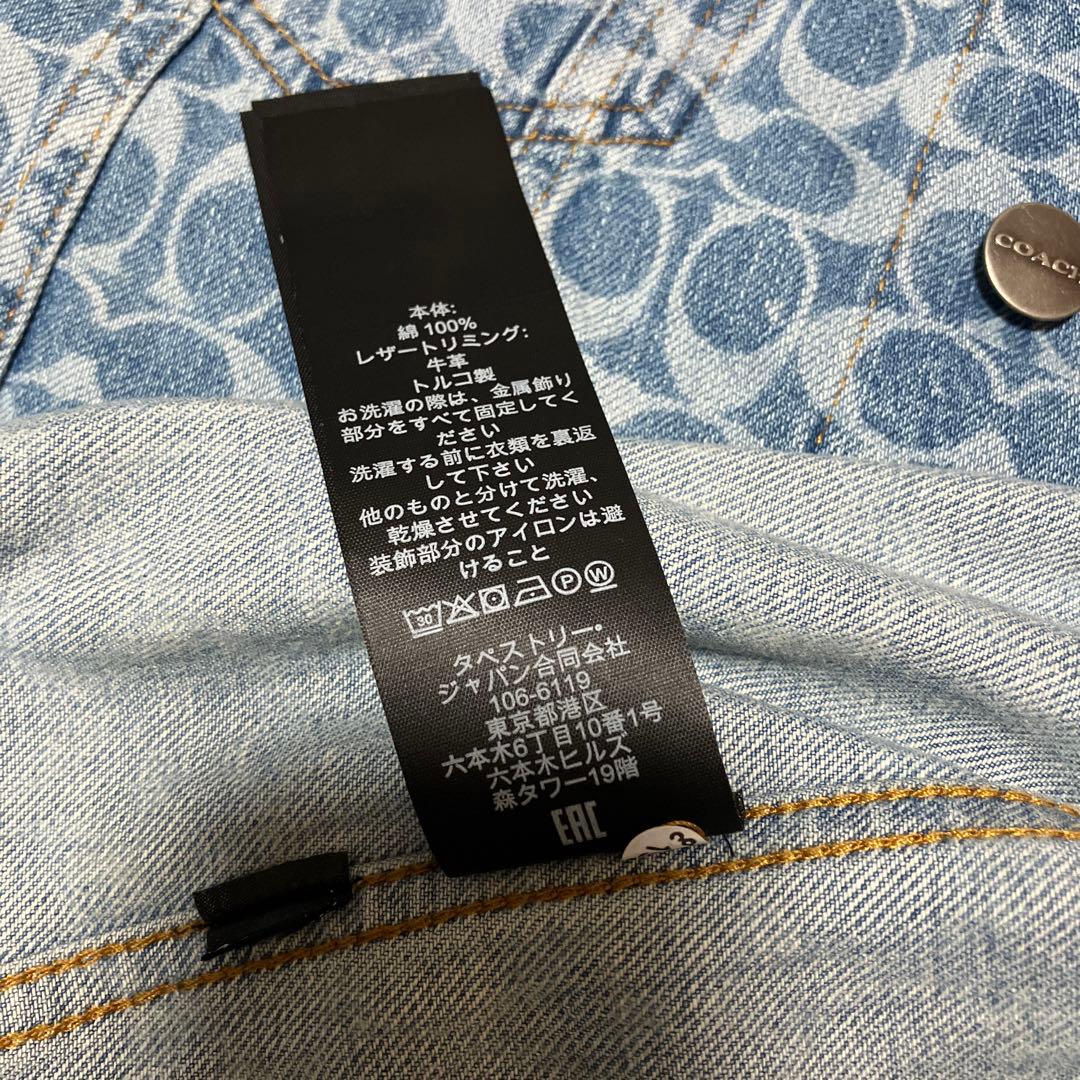 COACH
本体:
綿 100%
レザートリミング:
牛革
トルコ製
お洗濯の際は、金属飾り
部分をすべて固定してく
ださい
洗濯する前に衣類を裏返
して下さい
他のものと分けて洗濯、
乾燥させてください
装飾部分のアイロンは避
けること
30 P W
タペストリー・
ジャパン合同会社
106-6119
東京都港区
六本木6丁目10番1号
六本木ヒルズ
森タワー19階
EAC